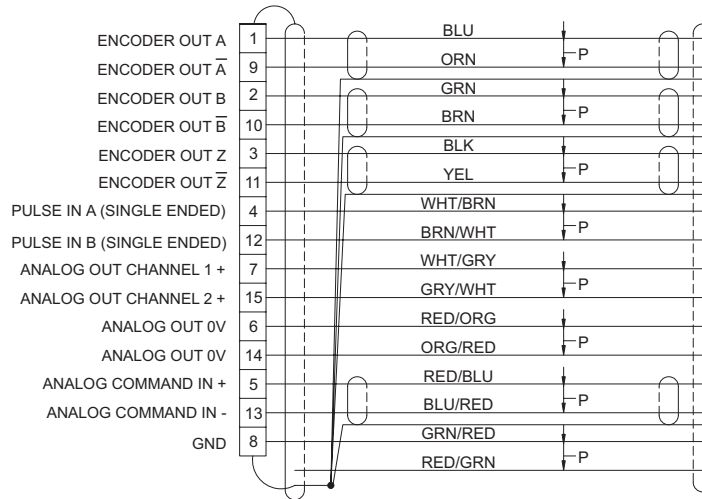 ENCODER OUT A 1 BLU
P
ENCODER OUT A̅ 9 ORN
ENCODER OUT B 2 GRN
P
ENCODER OUT B̅ 10 BRN
ENCODER OUT Z 3 BLK
P
ENCODER OUT Z̅ 11 YEL
PULSE IN A (SINGLE ENDED) 4 WHT/BRN
P
PULSE IN B (SINGLE ENDED) 12 BRN/WHT
ANALOG OUT CHANNEL 1 + 7 WHT/GRY
P
ANALOG OUT CHANNEL 2 + 15 GRY/WHT
ANALOG OUT 0V 6 RED/ORG
P
ANALOG OUT 0V 14 ORG/RED
ANALOG COMMAND IN + 5 RED/BLU
P
ANALOG COMMAND IN - 13 BLU/RED
GND 8 GRN/RED
P
RED/GRN